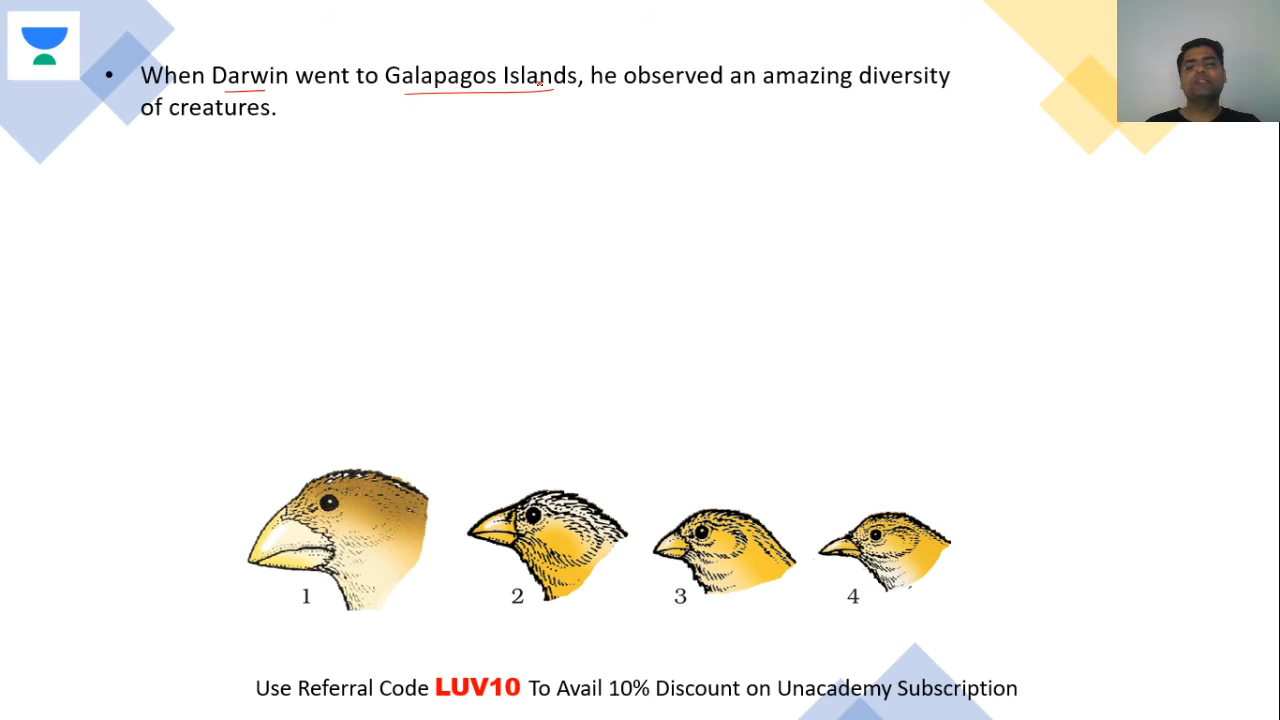 • When Darwin went to Galapagos Islands, he observed an amazing diversity
of creatures.
1 2 3 4
Use Referral Code LUV10 To Avail 10% Discount on Unacademy Subscription